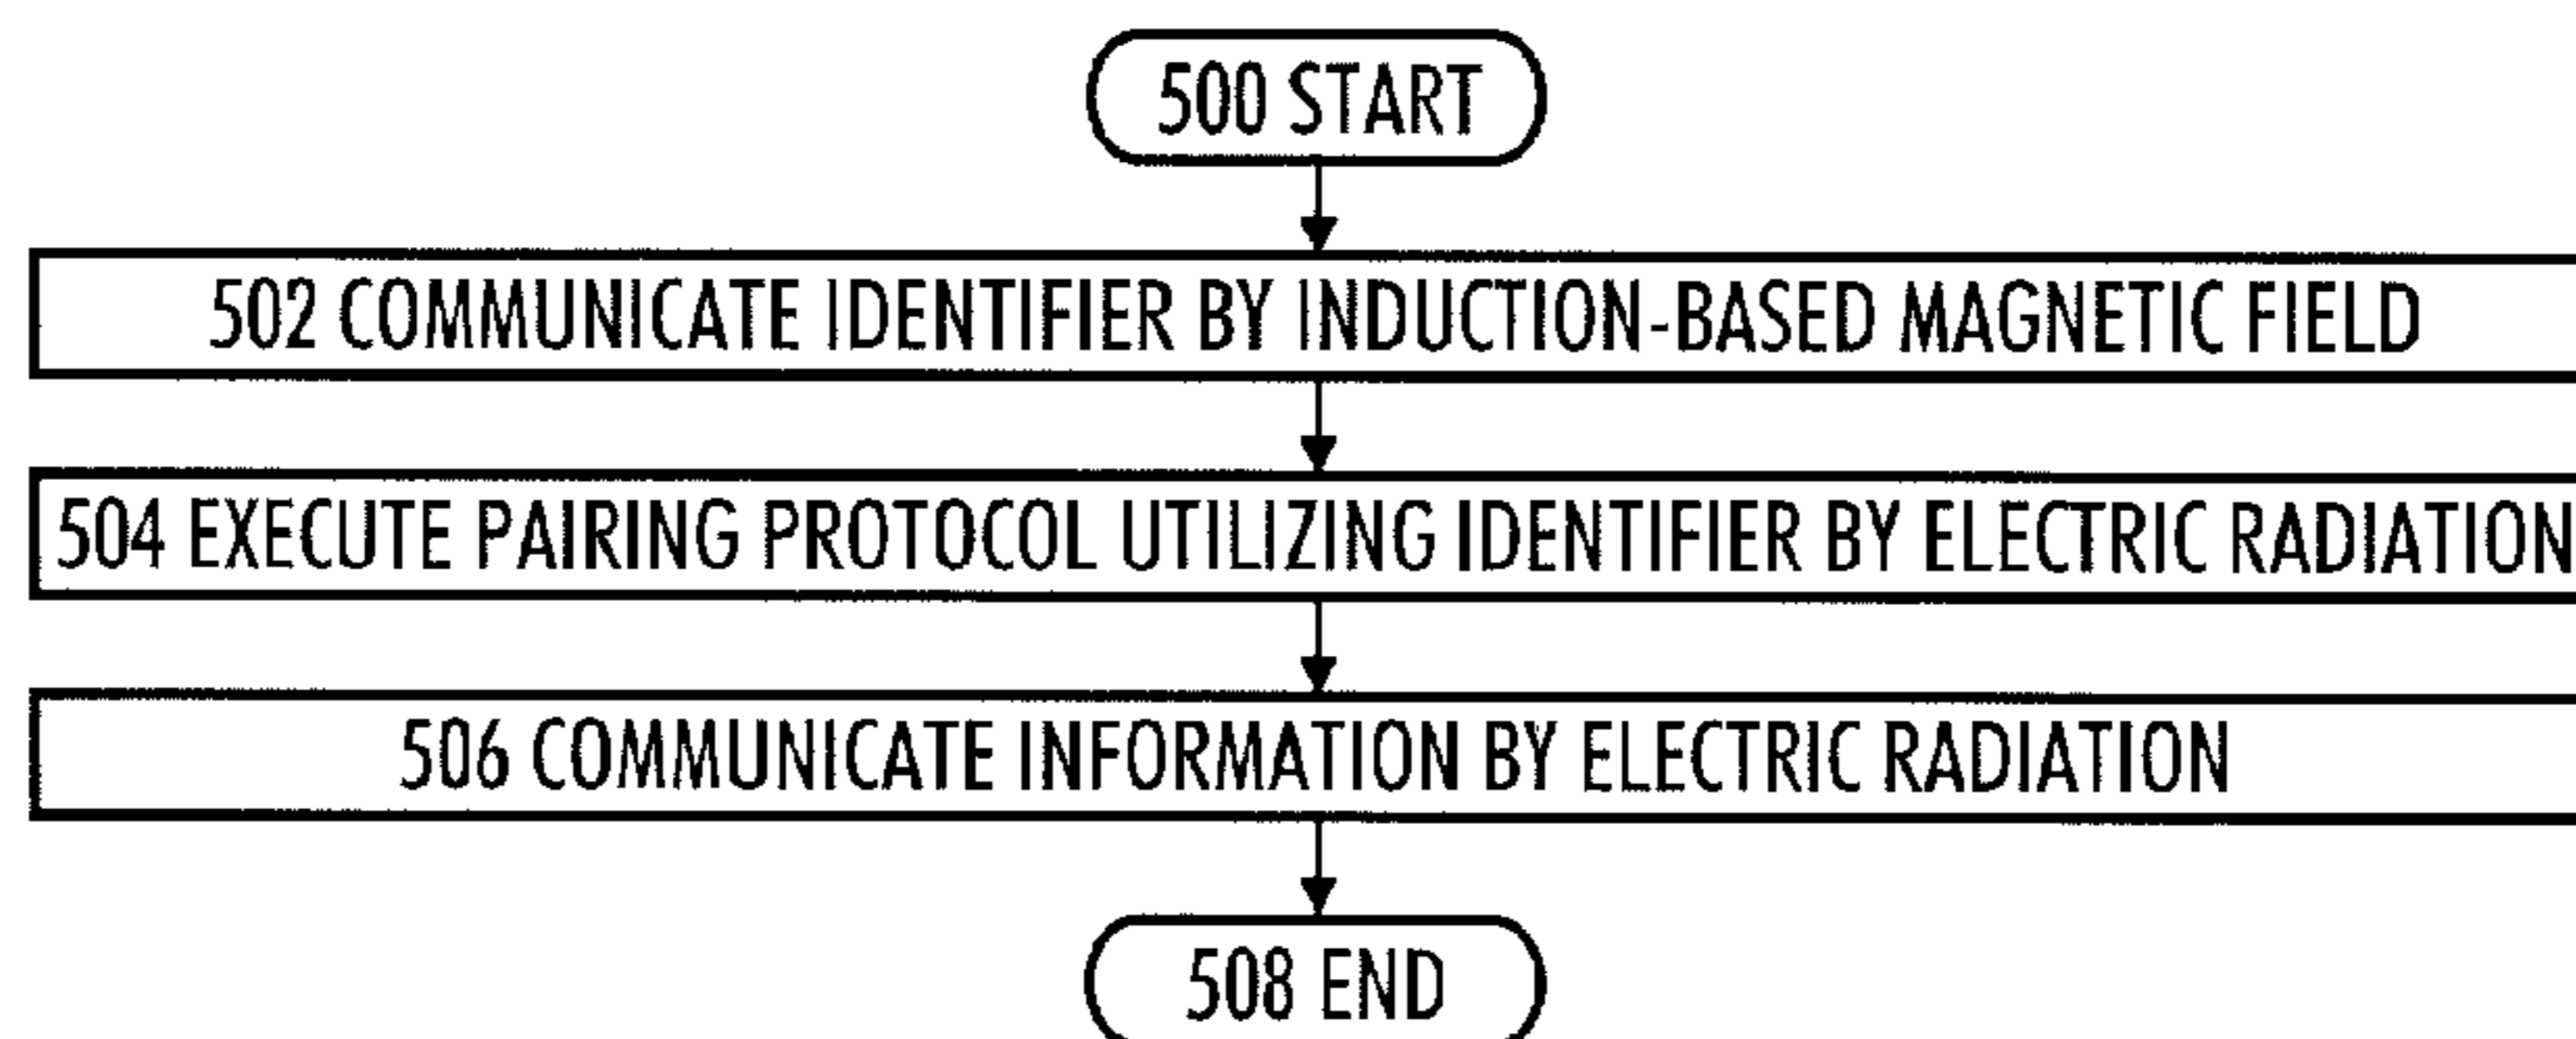 500 START
502 COMMUNICATE IDENTIFIER BY INDUCTION-BASED MAGNETIC FIELD
504 EXECUTE PAIRING PROTOCOL UTILIZING IDENTIFIER BY ELECTRIC RADIATION
506 COMMUNICATE INFORMATION BY ELECTRIC RADIATION
508 END